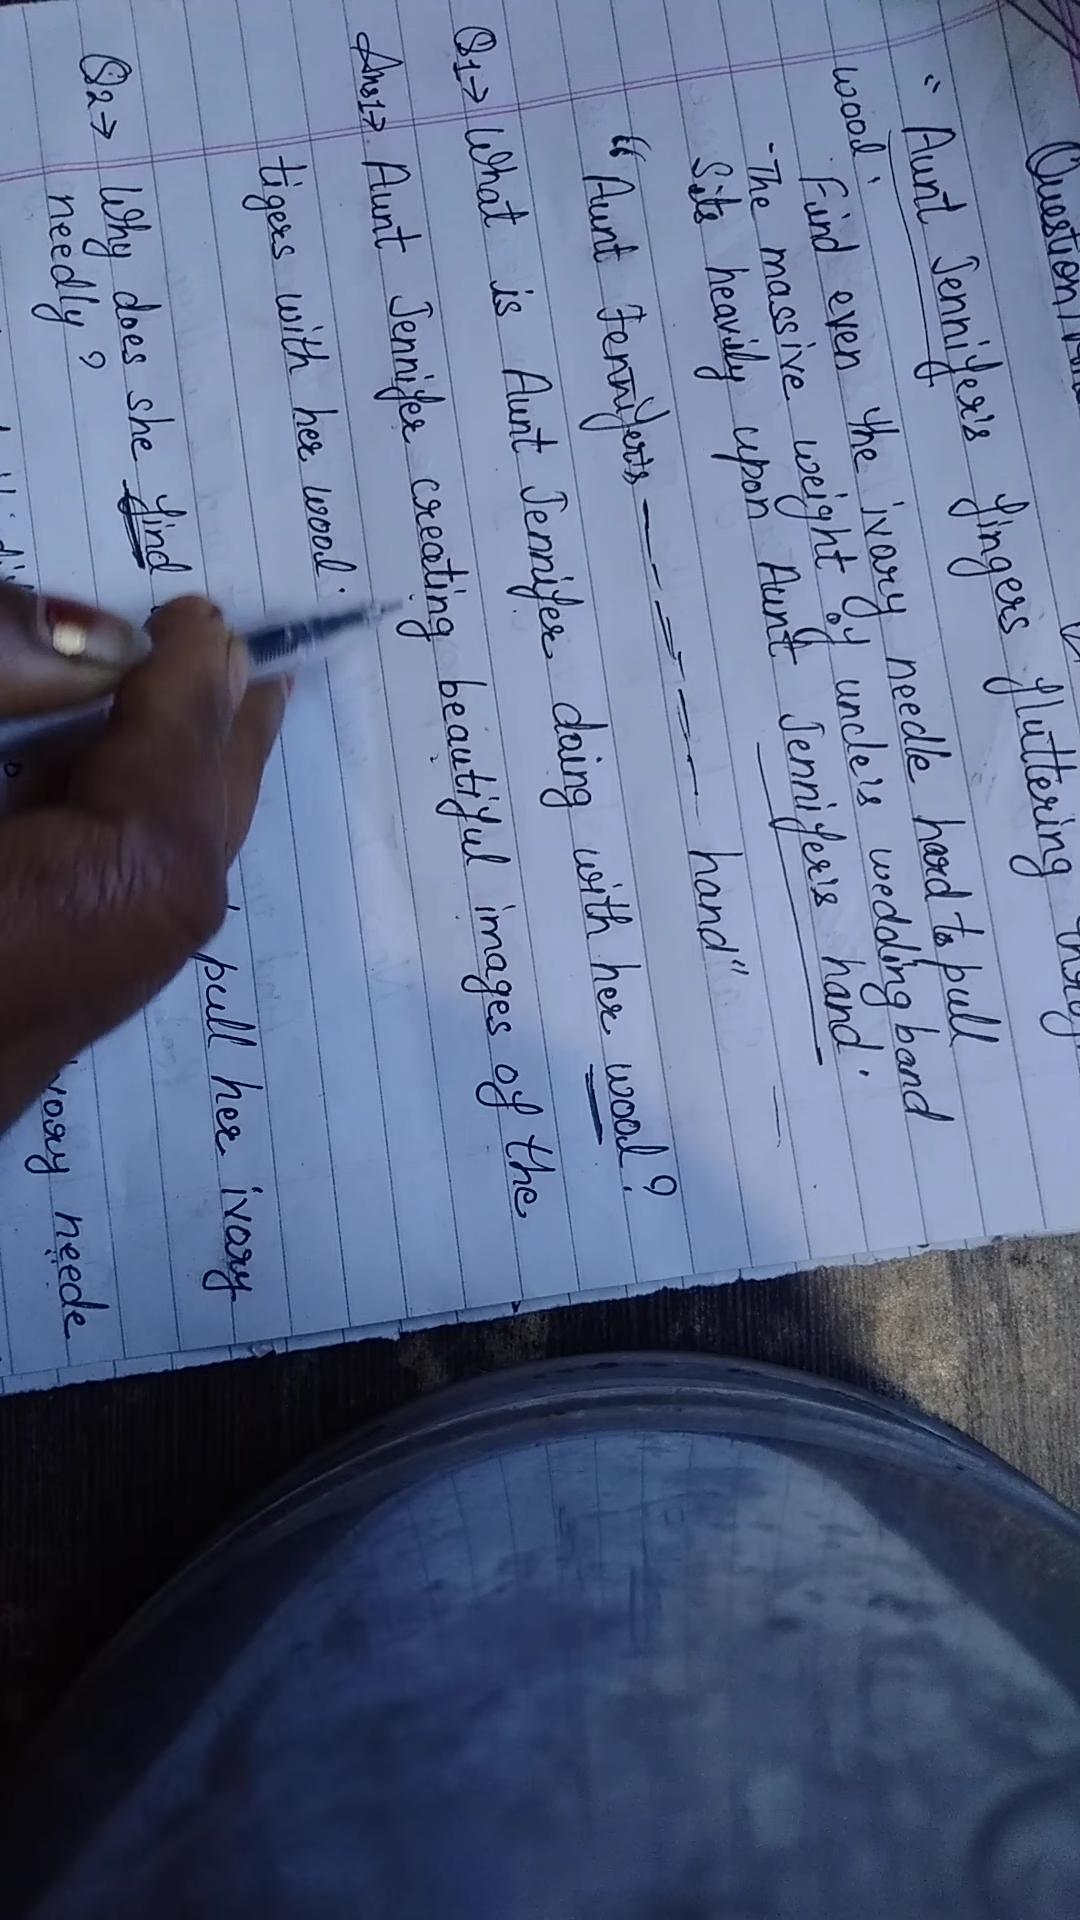 Question
" Aunt Jennifer's fingers fluttering
wool.
Find even the ivory needle hard to pull
The massive weight of uncle's wedding band
Sits heavily upon Aunt Jennifer's hand.
" Aunt Jennifer's hand"
Q1→ What is Aunt Jennifer doing with her wool?
Ans1→ Aunt Jennifer creating beautiful images of the
tigers with her wool.
Q2→ Why does she find pull her ivory
needly?
ivory neede